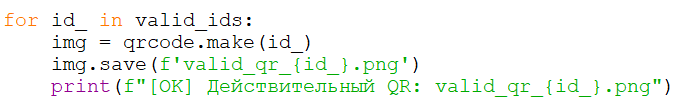 for id_ in valid_ids:
    img = qrcode.make(id_)
    img.save(f'valid_qr_{id_}.png')
    print(f"[OK] Действительный QR: valid_qr_{id_}.png")